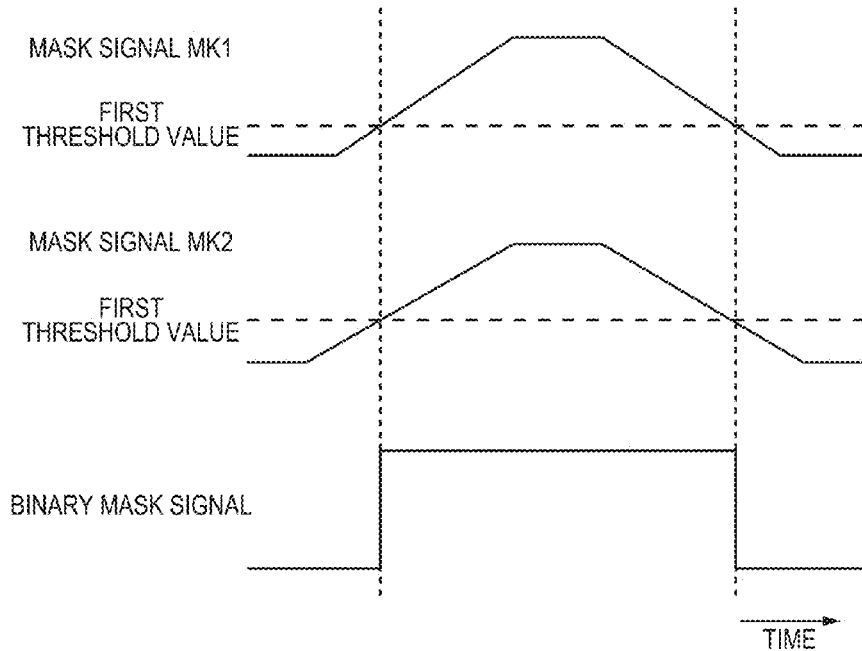 MASK SIGNAL MK1
FIRST
THRESHOLD VALUE
MASK SIGNAL MK2
FIRST
THRESHOLD VALUE
BINARY MASK SIGNAL
TIME